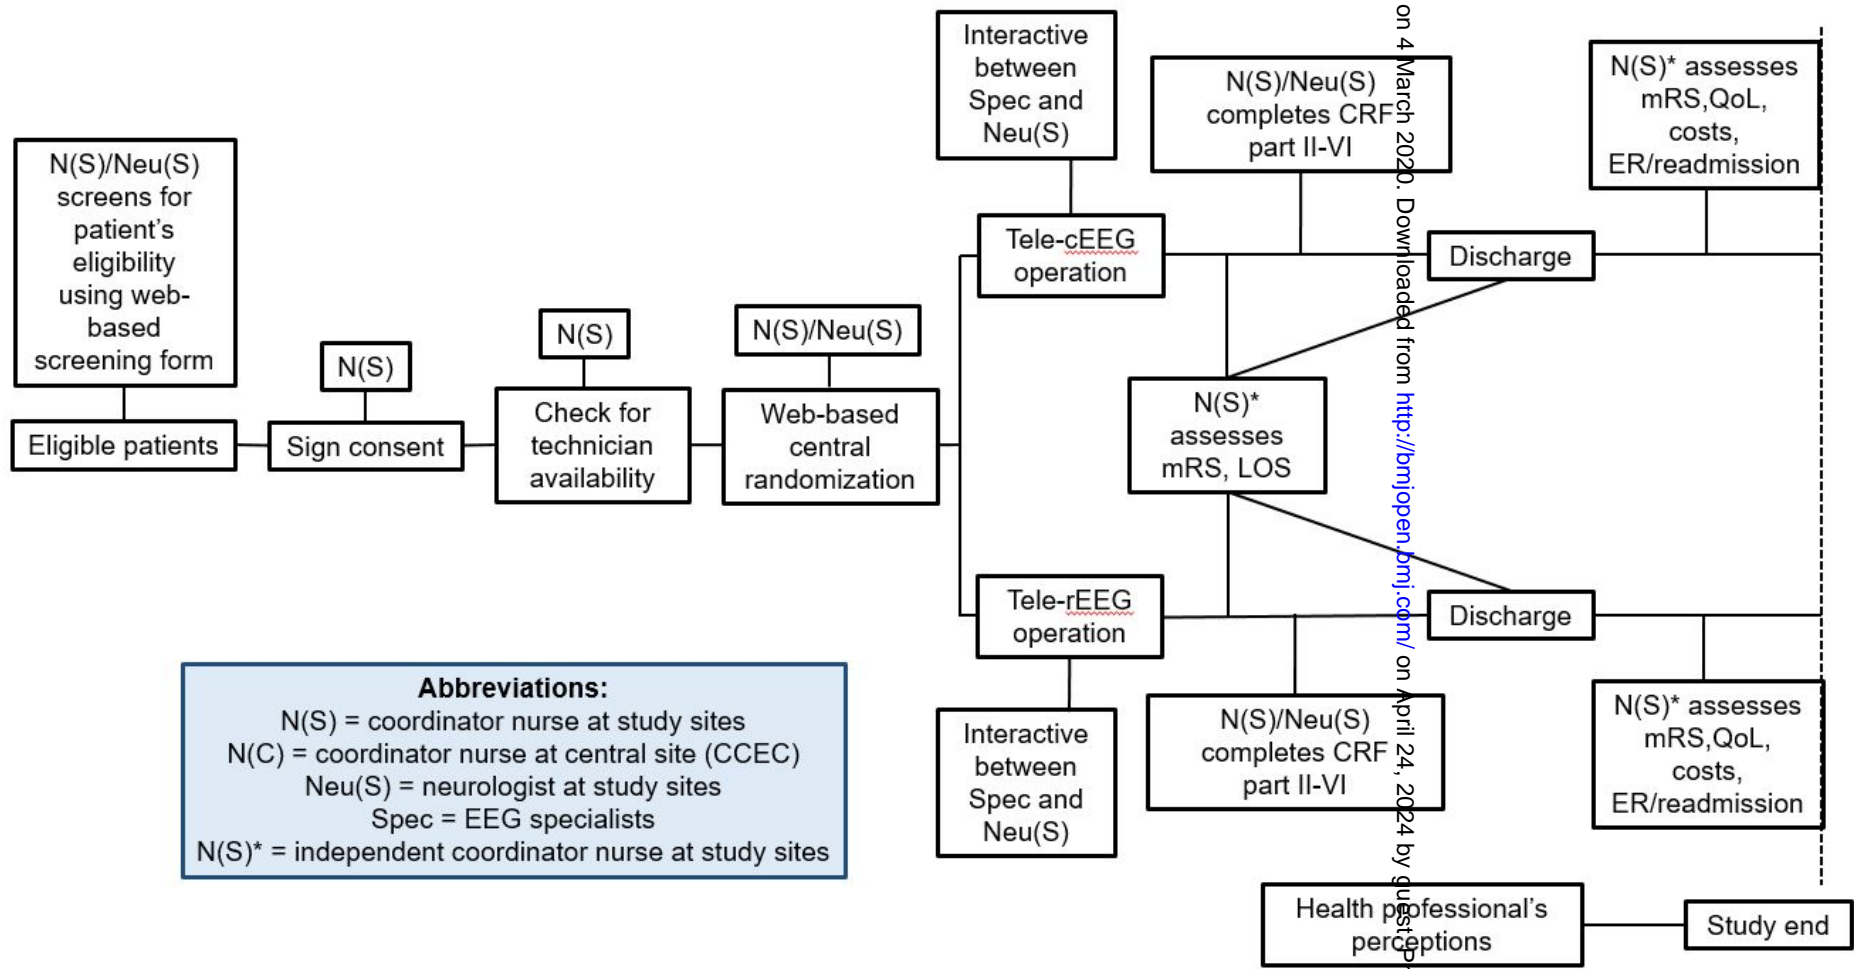 Interactive
between
Spec and
Neu(S)
N(S)/Neu(S)
completes CRF
part II-VI
N(S)* assesses
mRS,QoL,
costs,
ER/readmission
N(S)/Neu(S)
screens for
patient’s
eligibility
using web-
based
screening form
Tele-cEEG
operation
Discharge
N(S)
N(S)
N(S)/Neu(S)
Eligible patients
Sign consent
Check for
technician
availability
Web-based
central
randomization
N(S)*
assesses
mRS, LOS
Tele-rEEG
operation
Discharge
Interactive
between
Spec and
Neu(S)
N(S)/Neu(S)
completes CRF
part II-VI
N(S)* assesses
mRS,QoL,
costs,
ER/readmission
Abbreviations:
N(S) = coordinator nurse at study sites
N(C) = coordinator nurse at central site (CCEC)
Neu(S) = neurologist at study sites
Spec = EEG specialists
N(S)* = independent coordinator nurse at study sites
Health professional’s
perceptions
Study end
on 4 March 2020. Downloaded from http://bmjopen.bmj.com/ on April 24, 2024 by guest.